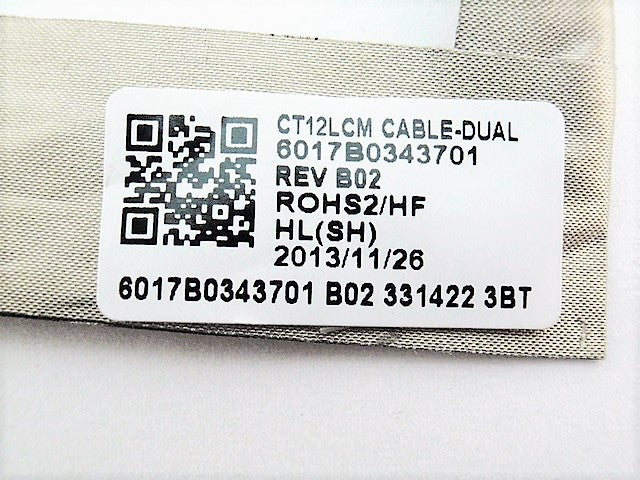 CT12LCM CABLE-DUAL
6017B0343701
REV B02
ROHS2/HF
HL(SH)
2013/11/26
6017B0343701 B02 331422 3BT